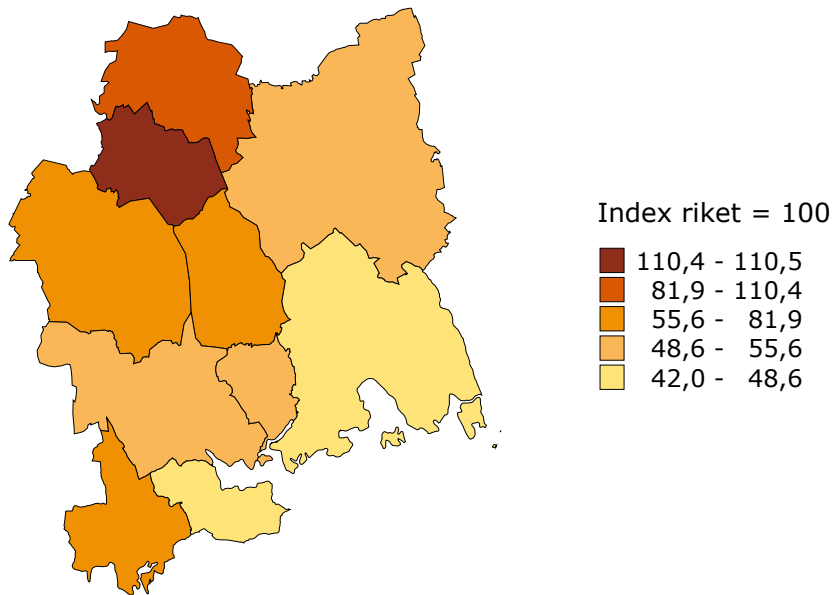 Index riket = 100
110,4 - 110,5
81,9 - 110,4
55,6 - 81,9
48,6 - 55,6
42,0 - 48,6